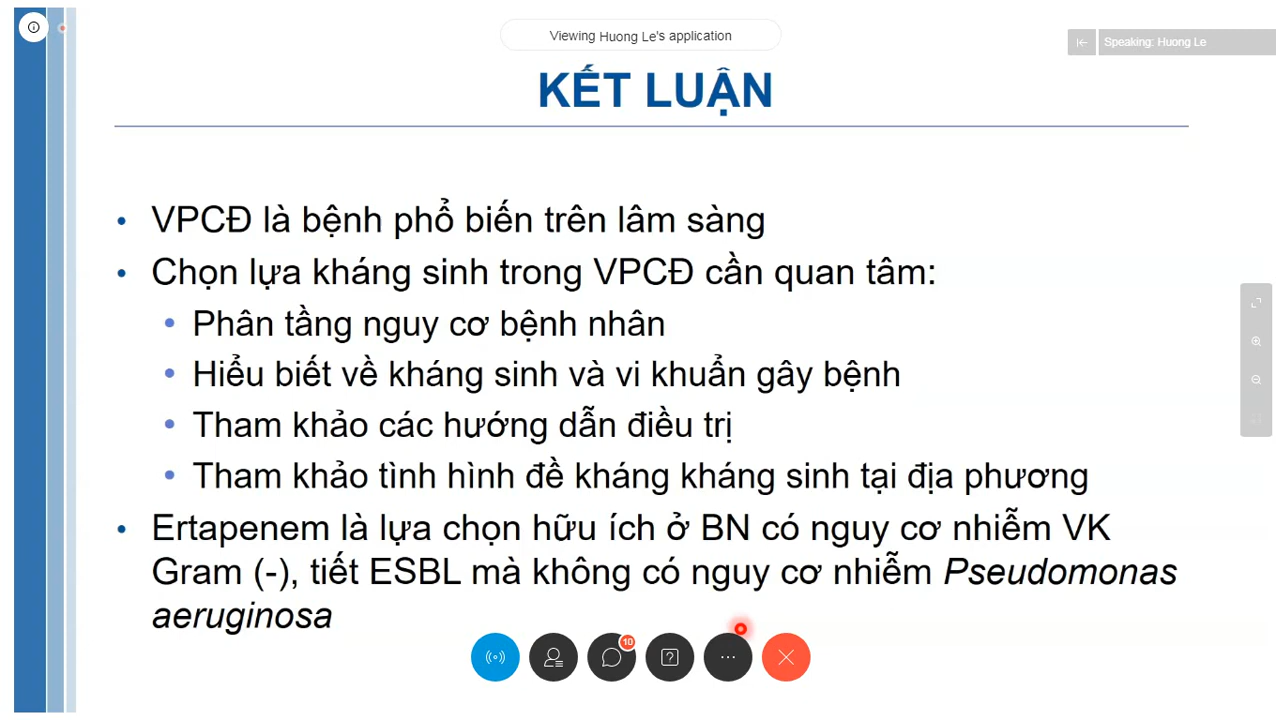 Viewing Huong Le's application
Speaking: Huong Le
KẾT LUẬN
• VPCĐ là bệnh phổ biến trên lâm sàng
• Chọn lựa kháng sinh trong VPCĐ cần quan tâm:
• Phân tầng nguy cơ bệnh nhân
• Hiểu biết về kháng sinh và vi khuẩn gây bệnh
• Tham khảo các hướng dẫn điều trị
• Tham khảo tình hình đề kháng kháng sinh tại địa phương
• Ertapenem là lựa chọn hữu ích ở BN có nguy cơ nhiễm VK
Gram (-), tiết ESBL mà không có nguy cơ nhiễm Pseudomonas
aeruginosa
10